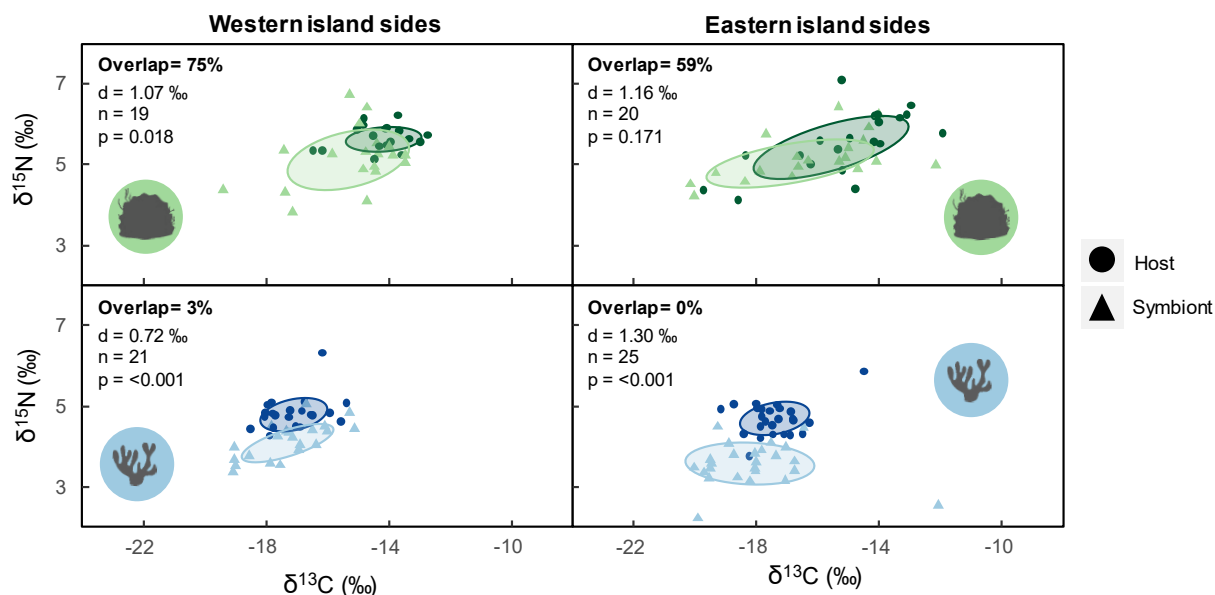 Western island sides
Eastern island sides
Overlap= 75%
d = 1.07 ‰
n = 19
p = 0.018
Overlap= 59%
d = 1.16 ‰
n = 20
p = 0.171
7
5
3
δ15N (‰)
Host
Symbiont
Overlap= 3%
d = 0.72 ‰
n = 21
p = <0.001
Overlap= 0%
d = 1.30 ‰
n = 25
p = <0.001
7
5
3
δ15N (‰)
-22 -18 -14 -10 -22 -18 -14 -10
δ13C (‰) δ13C (‰)